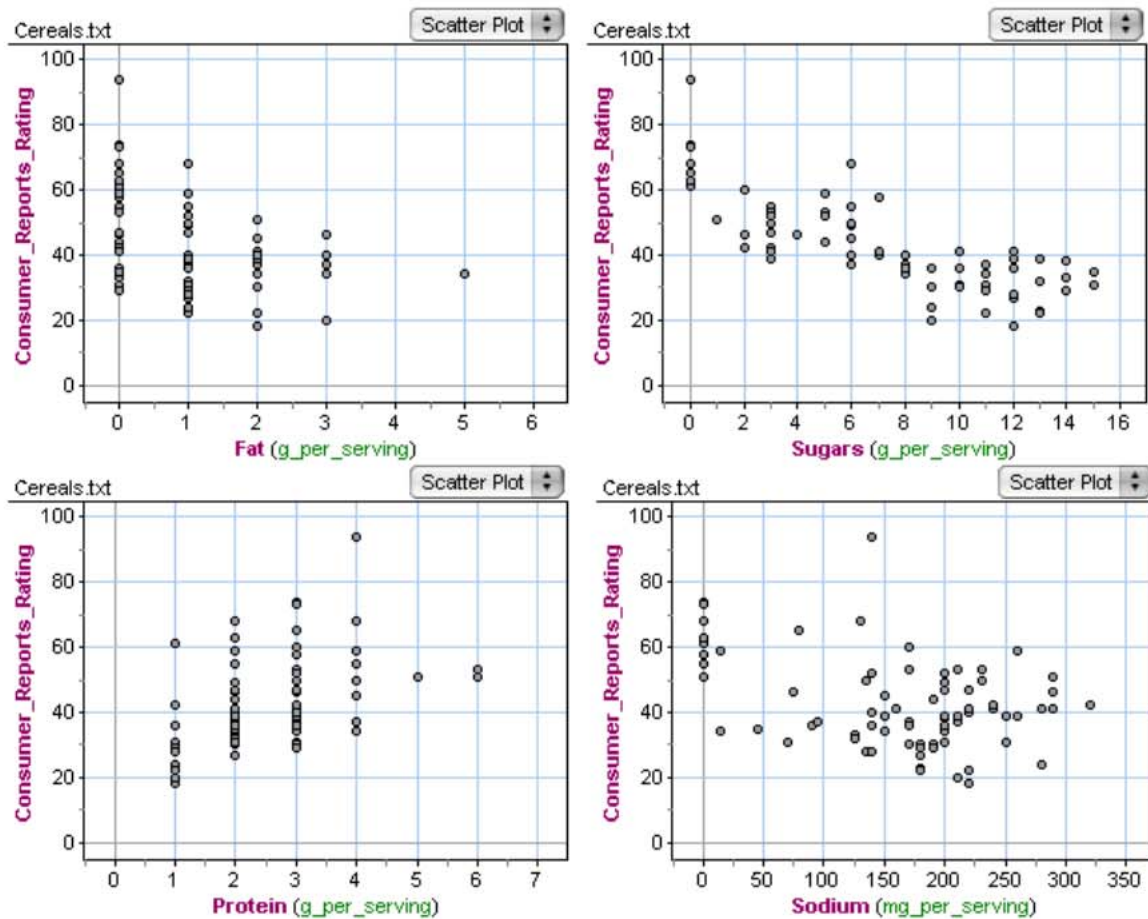 Scatter Plot
Cereals.txt
Consumer_Reports_Rating
100
80
60
40
20
0
0 1 2 3 4 5 6
Fat (g_per_serving)
Scatter Plot
Cereals.txt
Consumer_Reports_Rating
100
80
60
40
20
0
0 2 4 6 8 10 12 14 16
Sugars (g_per_serving)
Scatter Plot
Cereals.txt
Consumer_Reports_Rating
100
80
60
40
20
0
0 1 2 3 4 5 6 7
Protein (g_per_serving)
Scatter Plot
Cereals.txt
Consumer_Reports_Rating
100
80
60
40
20
0
0 50 100 150 200 250 300 350
Sodium (mg_per_serving)